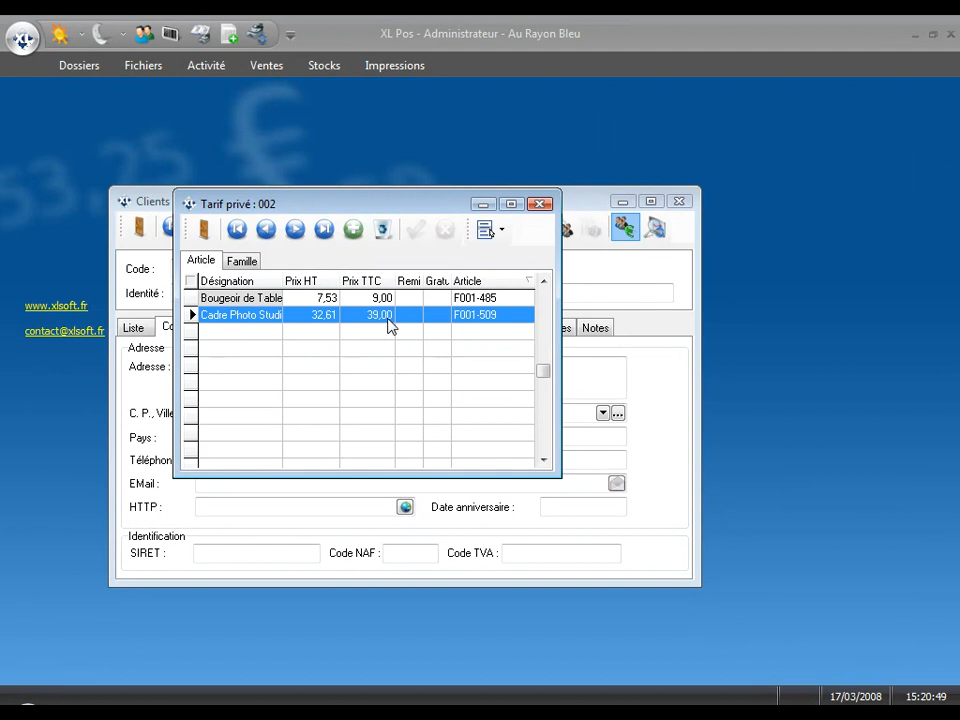 XL
XL Pos - Administrateur - Au Rayon Bleu
Dossiers Fichiers Activité Ventes Stocks Impressions
53,25
€
Clients
Tarif privé : 002
Code :
Identité :
www.xlsoft.fr
contact@xlsoft.fr
Liste
Notes
Article Famille
Désignation Prix HT Prix TTC Remi Gratu Article
Bougeoir de Table 7,53 9,00 F001-485
Cadre Photo Studi 32,61 39,00 F001-509
Adresse
Adresse :
C. P., Ville
Pays :
Téléphon
EMail :
HTTP : Date anniversaire :
Identification
SIRET : Code NAF : Code TVA :
17/03/2008 15:20:49